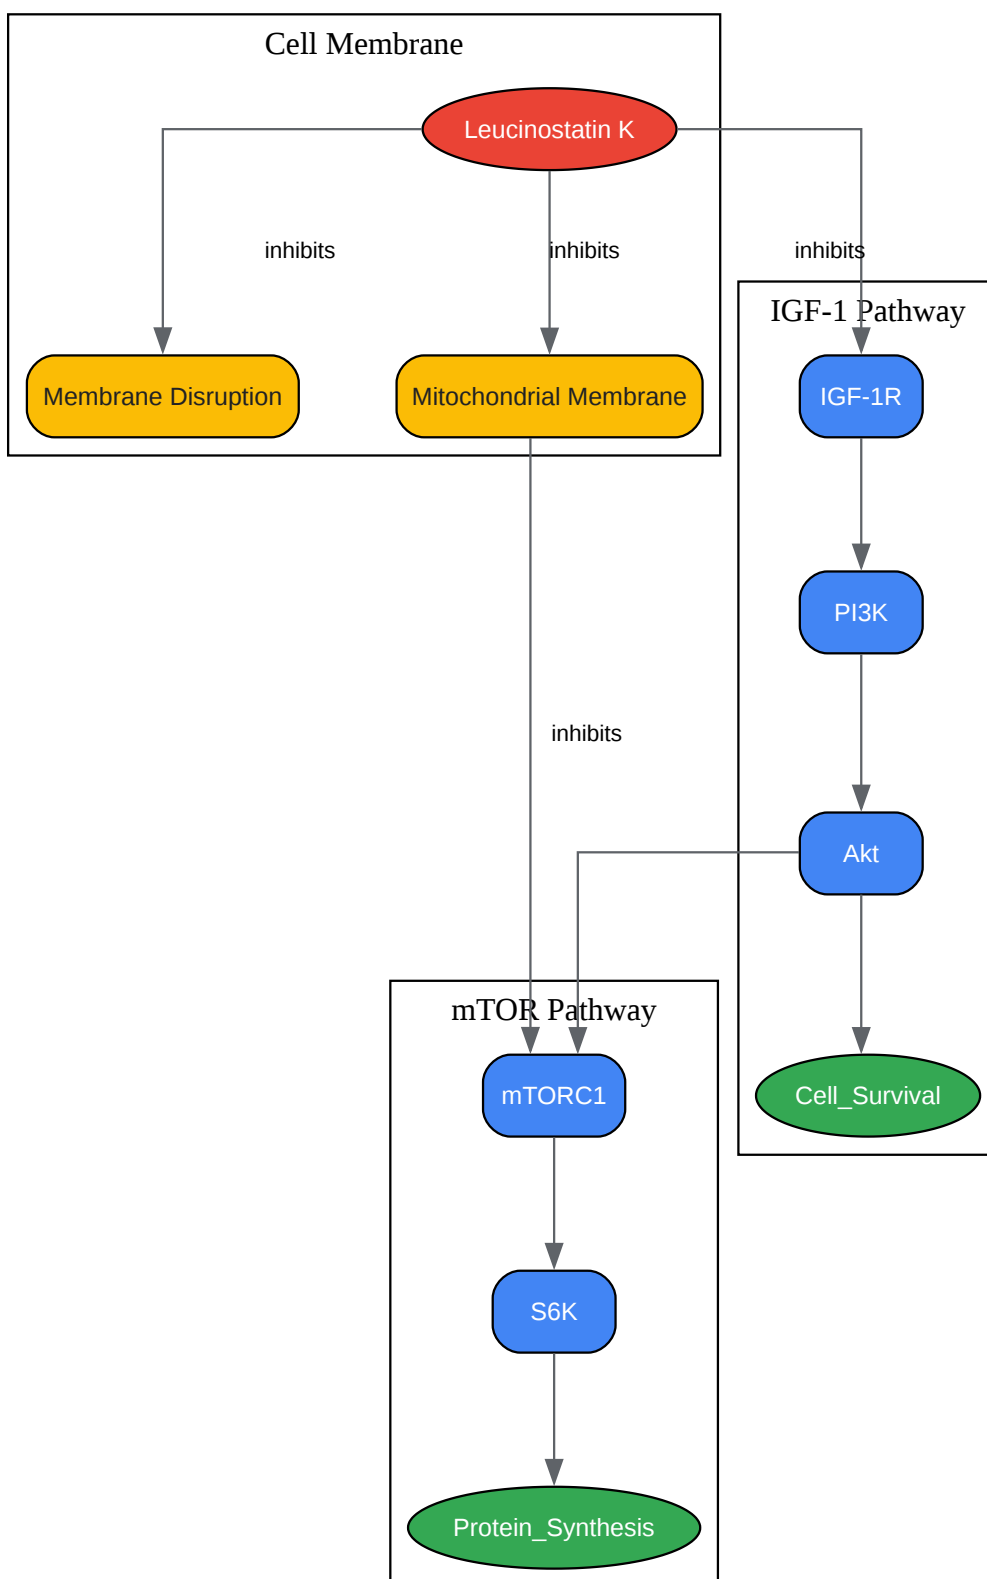 Cell Membrane
Leucinostatin K
inhibits
inhibits
inhibits
IGF-1 Pathway
Membrane Disruption
Mitochondrial Membrane
IGF-1R
PI3K
inhibits
Akt
mTOR Pathway
mTORC1
Cell_Survival
S6K
Protein_Synthesis